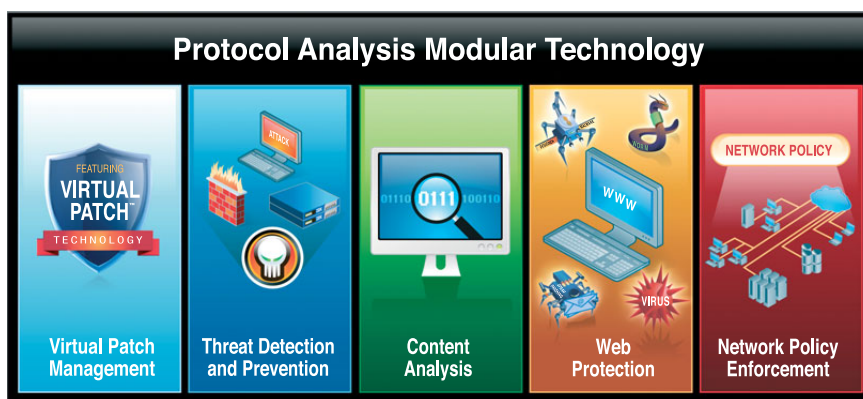 Protocol Analysis Modular Technology
FEATURING
VIRTUAL
PATCH™
TECHNOLOGY
Virtual Patch
Management
ATTACK
Threat Detection
and Prevention
01110 0111 100110
Content
Analysis
WORM
WWW
VIRUS
Web
Protection
NETWORK POLICY
Network Policy
Enforcement